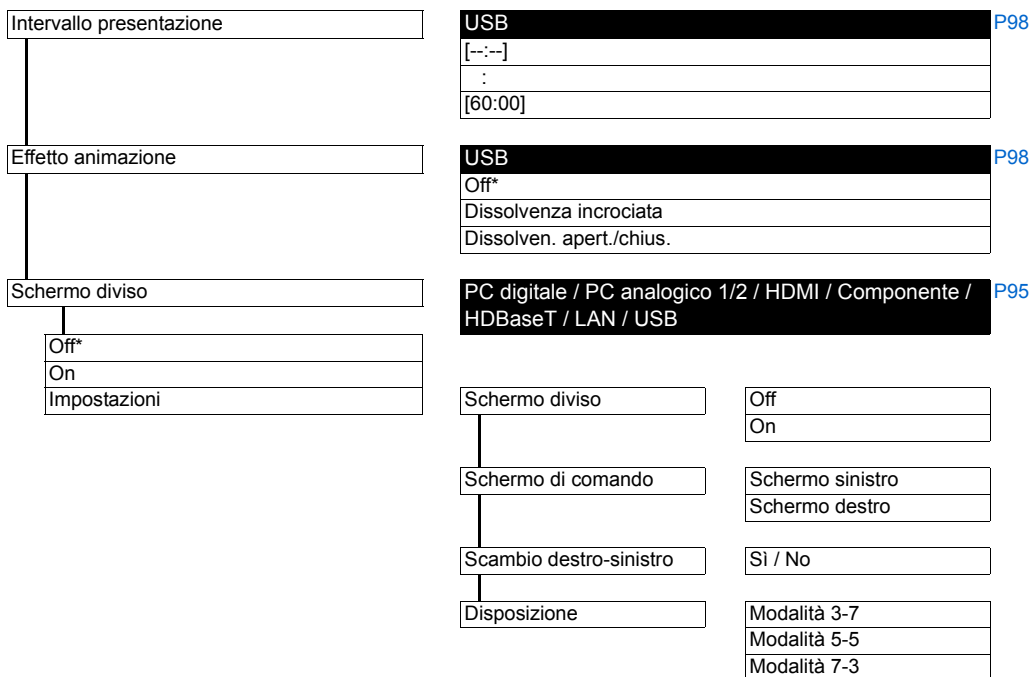 Intervallo presentazione
USB
P98
[--:--]
:
[60:00]
Effetto animazione
USB
P98
Off*
Dissolvenza incrociata
Dissolven. apert./chius.
Schermo diviso
PC digitale / PC analogico 1/2 / HDMI / Componente /
HDBaseT / LAN / USB
P95
Off*
On
Impostazioni
Schermo diviso
Off
On
Schermo di comando
Schermo sinistro
Schermo destro
Scambio destro-sinistro
Sì / No
Disposizione
Modalità 3-7
Modalità 5-5
Modalità 7-3